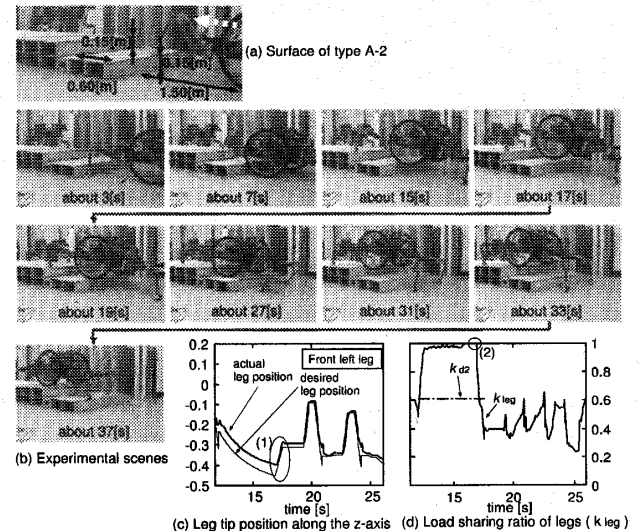 0.15[m]
0.15[m]
0.60[m]
1.50[m]
(a) Surface of type A-2
about 3[s]
about 7[s]
about 15[s]
about 17[s]
about 19[s]
about 27[s]
about 31[s]
about 33[s]
about 37[s]
(b) Experimental scenes
0.2
0.1
0
-0.1
-0.2
-0.3
-0.4
-0.5
actual
leg position
desired
leg position
Front left leg
(1)
15
20
25
time [s]
(c) Leg tip position along the z-axis
1
0.8
0.6
0.4
0.2
0
(2)
k d2
k leg
15
20
25
time [s]
(d) Load sharing ratio of legs ( k leg )